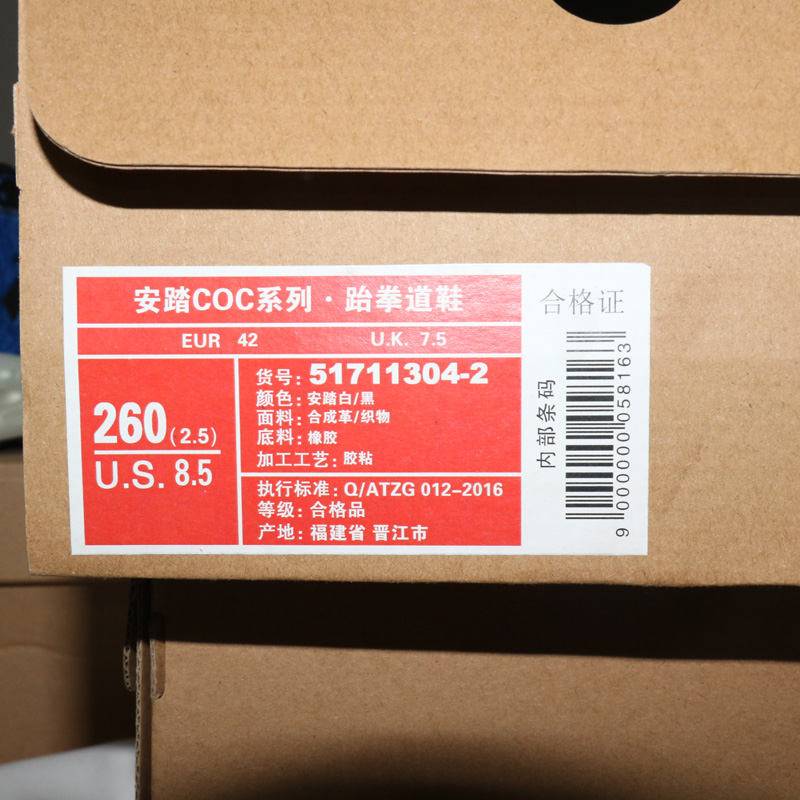 安踏COC系列·跆拳道鞋
EUR 42 U.K. 7.5
260(2.5)
U.S. 8.5
货号: 51711304-2
颜色: 安踏白/黑
面料: 合成革/织物
底料: 橡胶
加工工艺: 胶粘
执行标准: Q/ATZG 012-2016
等级: 合格品
产地: 福建省 晋江市
合格证
内部条码
9 000000 058163